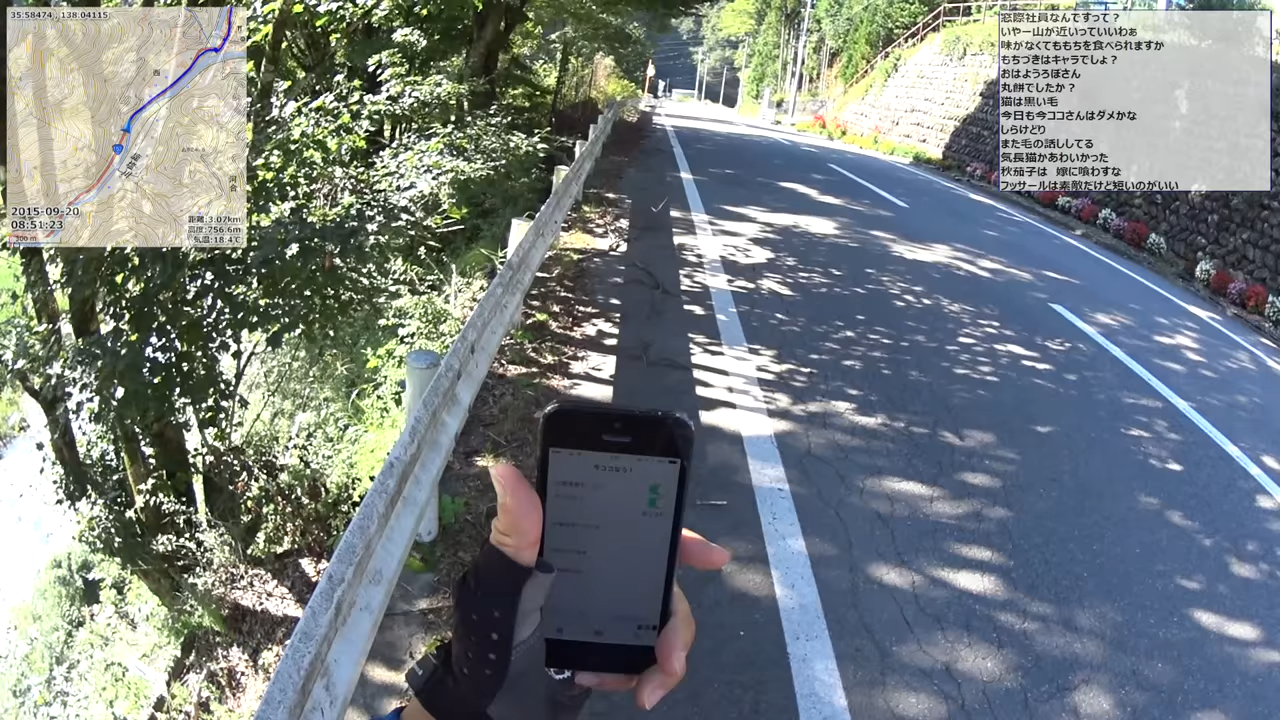 35.58474 , 138.04115
西
152
河合
2015-09-20
08:51:23
300 m
距離:3.07km
高度:756.6m
気温:18.4℃
窓際社員なんですって？
いやー山が近いっていいわぁ
味がなくてももちを食べられますか
もちづきはキャラでしょ？
おはようろぼさん
丸餅でしたか？
猫は黒い毛
今日も今ココさんはダメかな
しらけどり
また毛の話ししてる
気長猫かあわいかった
秋茄子は　嫁に喰わすな
フッサールは素敵だけど短いのがいい
今ココなう！